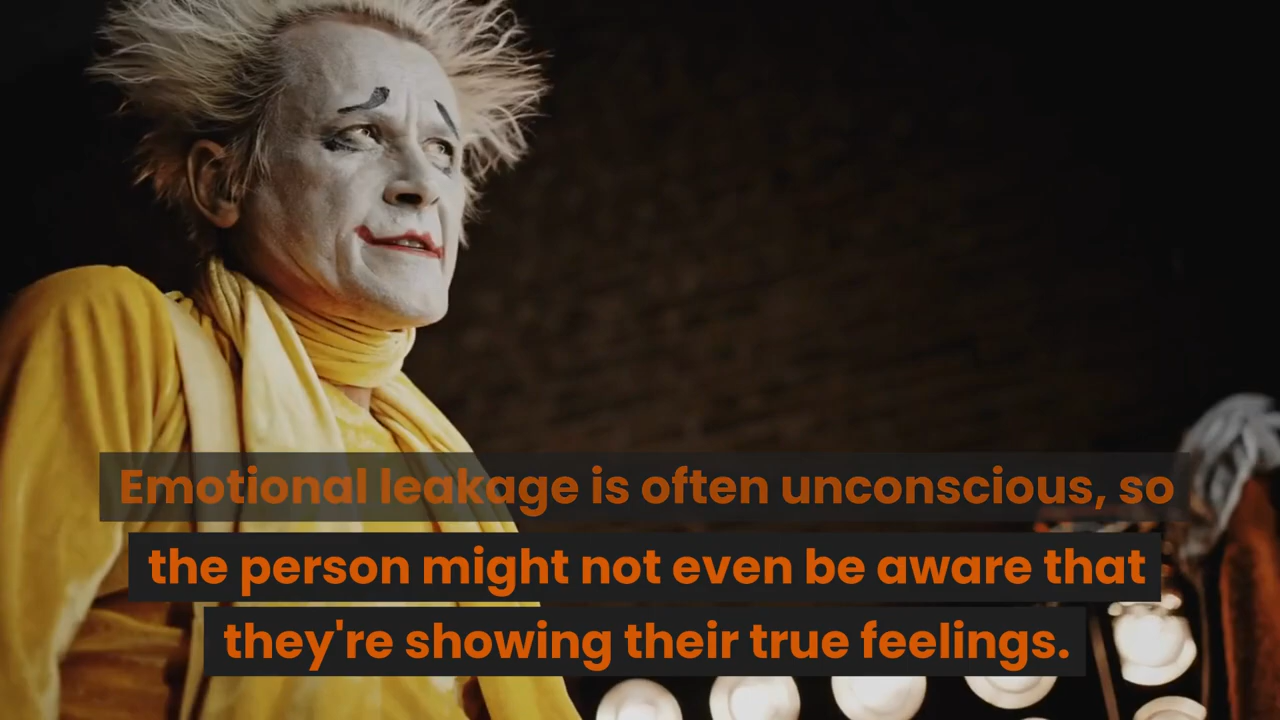 Emotional leakage is often unconscious, so
the person might not even be aware that
they're showing their true feelings.